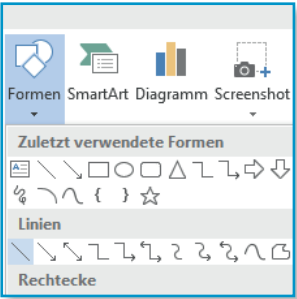 Formen SmartArt Diagramm Screenshot
Zuletzt verwendete Formen
Linien
Rechtecke